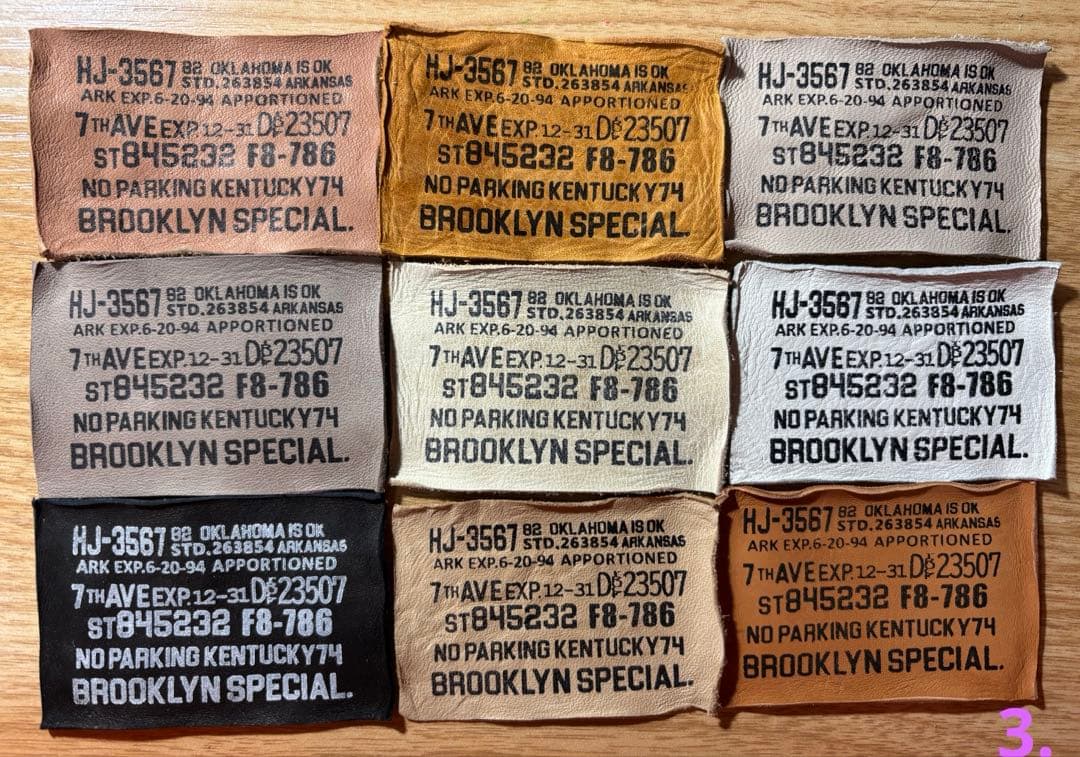 HJ-3567 82 OKLAHOMA IS OK
STD.263854 ARKANSAS
ARK EXP.6-20-94 APPORTIONED
7TH AVE EXP.12-31 D¢23507
ST845232 F8-786
NO PARKING KENTUCKY74
BROOKLYN SPECIAL.
HJ-3567 82 OKLAHOMA IS OK
STD.263854 ARKANSAS
ARK EXP.6-20-94 APPORTIONED
7TH AVE EXP.12-31 D¢23507
ST845232 F8-786
NO PARKING KENTUCKY74
BROOKLYN SPECIAL.
HJ-3567 82 OKLAHOMA IS OK
STD.263854 ARKANSAS
ARK EXP.6-20-94 APPORTIONED
7TH AVE EXP.12-31 D¢23507
ST845232 F8-786
NO PARKING KENTUCKY74
BROOKLYN SPECIAL.
HJ-3567 82 OKLAHOMA IS OK
STD.263854 ARKANSAS
ARK EXP.6-20-94 APPORTIONED
7TH AVE EXP.12-31 D¢23507
ST845232 F8-786
NO PARKING KENTUCKY74
BROOKLYN SPECIAL.
HJ-3567 82 OKLAHOMA IS OK
STD.263854 ARKANSAS
ARK EXP.6-20-94 APPORTIONED
7TH AVE EXP.12-31 D¢23507
ST845232 F8-786
NO PARKING KENTUCKY74
BROOKLYN SPECIAL.
HJ-3567 82 OKLAHOMA IS OK
STD.263854 ARKANSAS
ARK EXP.6-20-94 APPORTIONED
7TH AVE EXP.12-31 D¢23507
ST845232 F8-786
NO PARKING KENTUCKY74
BROOKLYN SPECIAL.
HJ-3567 82 OKLAHOMA IS OK
STD.263854 ARKANSAS
ARK EXP.6-20-94 APPORTIONED
7TH AVE EXP.12-31 D¢23507
ST845232 F8-786
NO PARKING KENTUCKY74
BROOKLYN SPECIAL.
HJ-3567 82 OKLAHOMA IS OK
STD.263854 ARKANSAS
ARK EXP.6-20-94 APPORTIONED
7TH AVE EXP.12-31 D¢23507
ST845232 F8-786
NO PARKING KENTUCKY74
BROOKLYN SPECIAL.
HJ-3567 82 OKLAHOMA IS OK
STD.263854 ARKANSAS
ARK EXP.6-20-94 APPORTIONED
7TH AVE EXP.12-31 D¢23507
ST845232 F8-786
NO PARKING KENTUCKY74
BROOKLYN SPECIAL.
3.